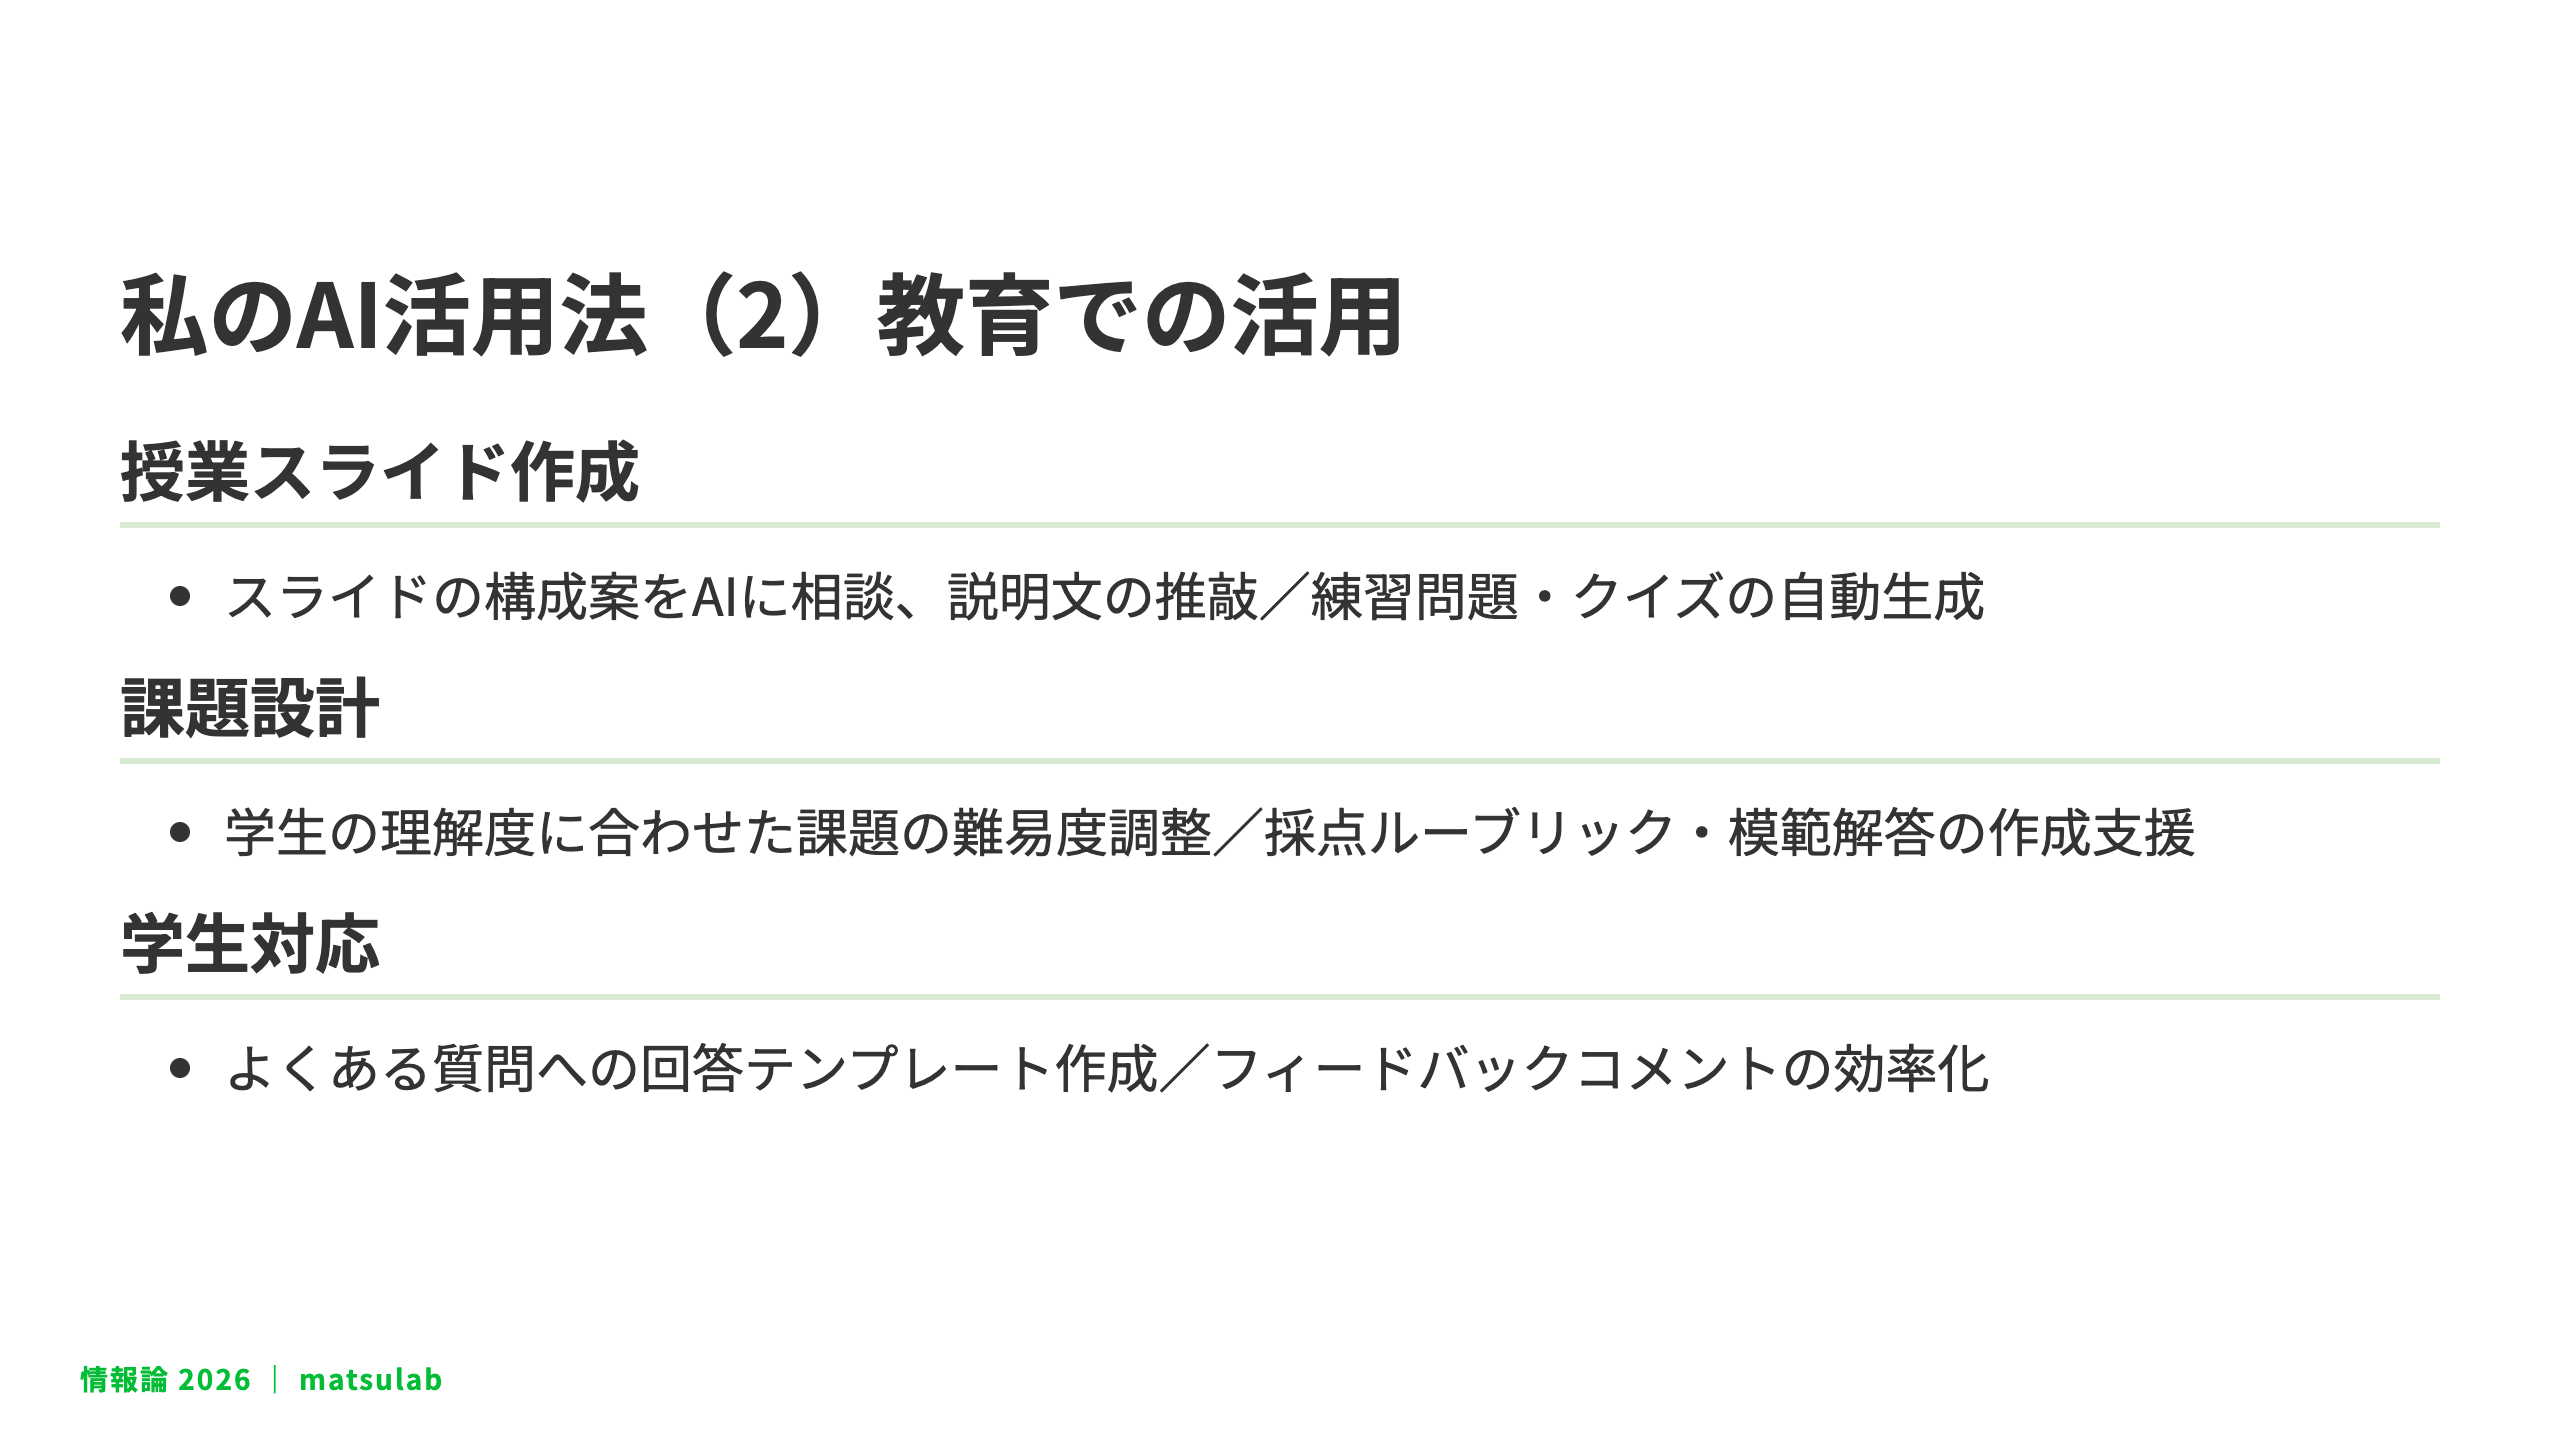 私のAI活用法（2）教育での活用
授業スライド作成
• スライドの構成案をAIに相談、説明文の推敲／練習問題・クイズの自動生成
課題設計
• 学生の理解度に合わせた課題の難易度調整／採点ルーブリック・模範解答の作成支援
学生対応
• よくある質問への回答テンプレート作成／フィードバックコメントの効率化
情報論 2026 ｜ matsulab